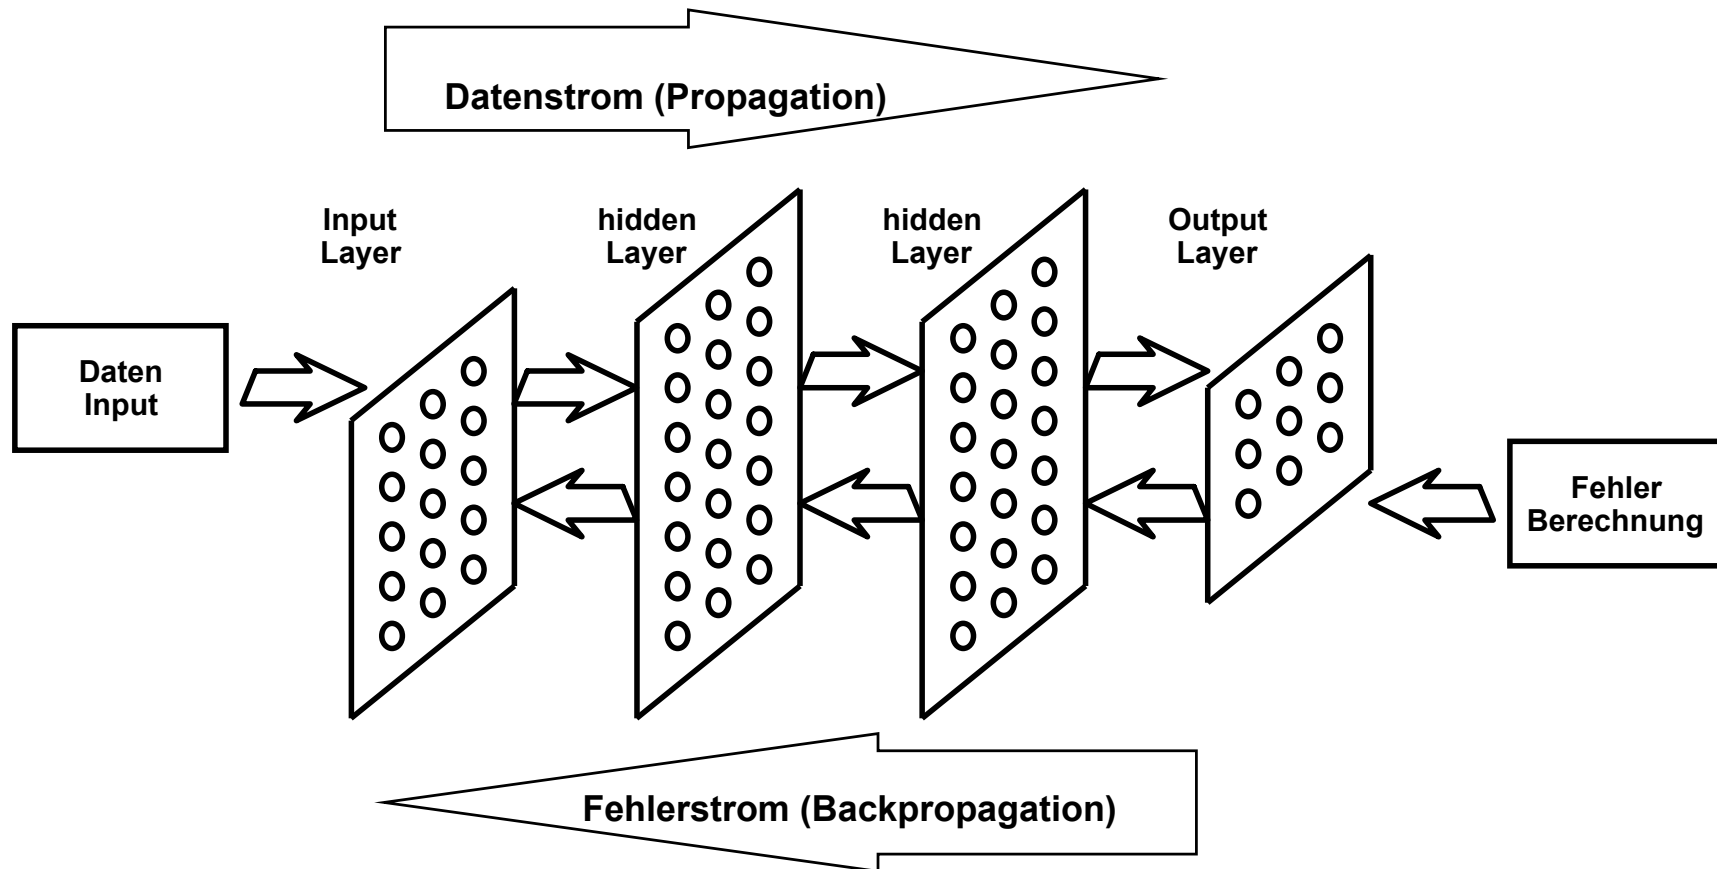 Datenstrom (Propagation)
Input
Layer
hidden
Layer
hidden
Layer
Output
Layer
Daten
Input
Fehler
Berechnung
Fehlerstrom (Backpropagation)